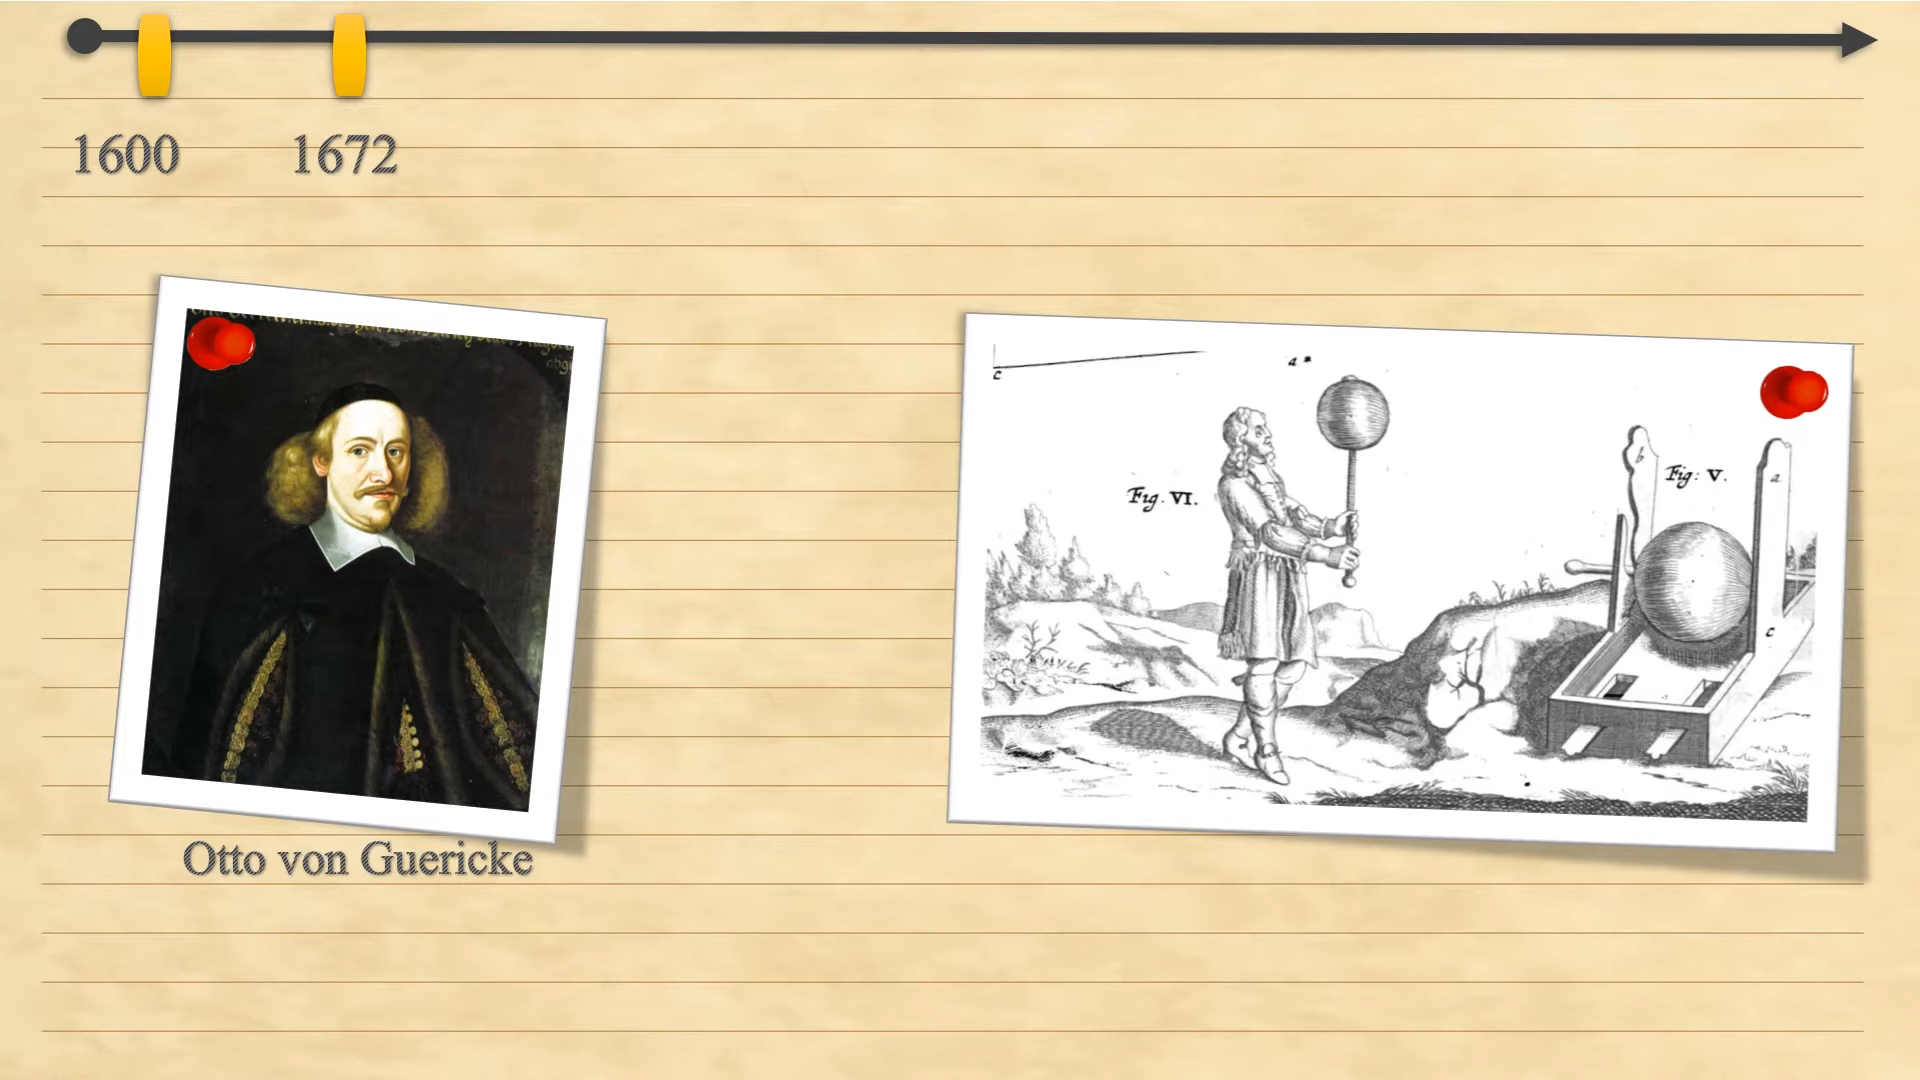 1600 1672
c
a *
b
Fig: V.
a
Fig. VI.
c
Otto von Guericke